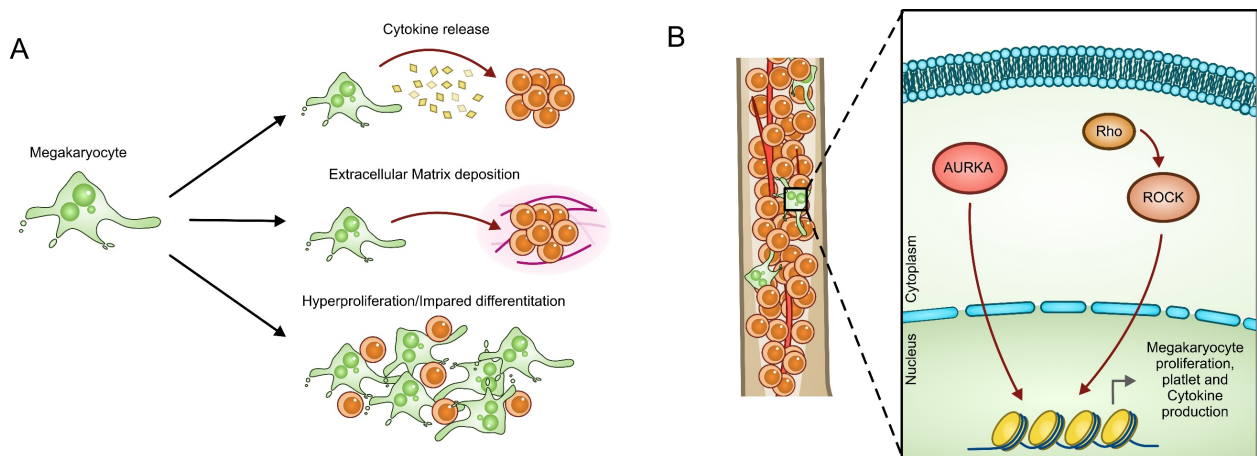 A
Cytokine release
Megakaryocyte
Extracellular Matrix deposition
Hyperproliferation/Impared differentitation
B
Rho
AURKA
ROCK
Cytoplasm
Nucleus
Megakaryocyte
proliferation,
platlet and
Cytokine
production